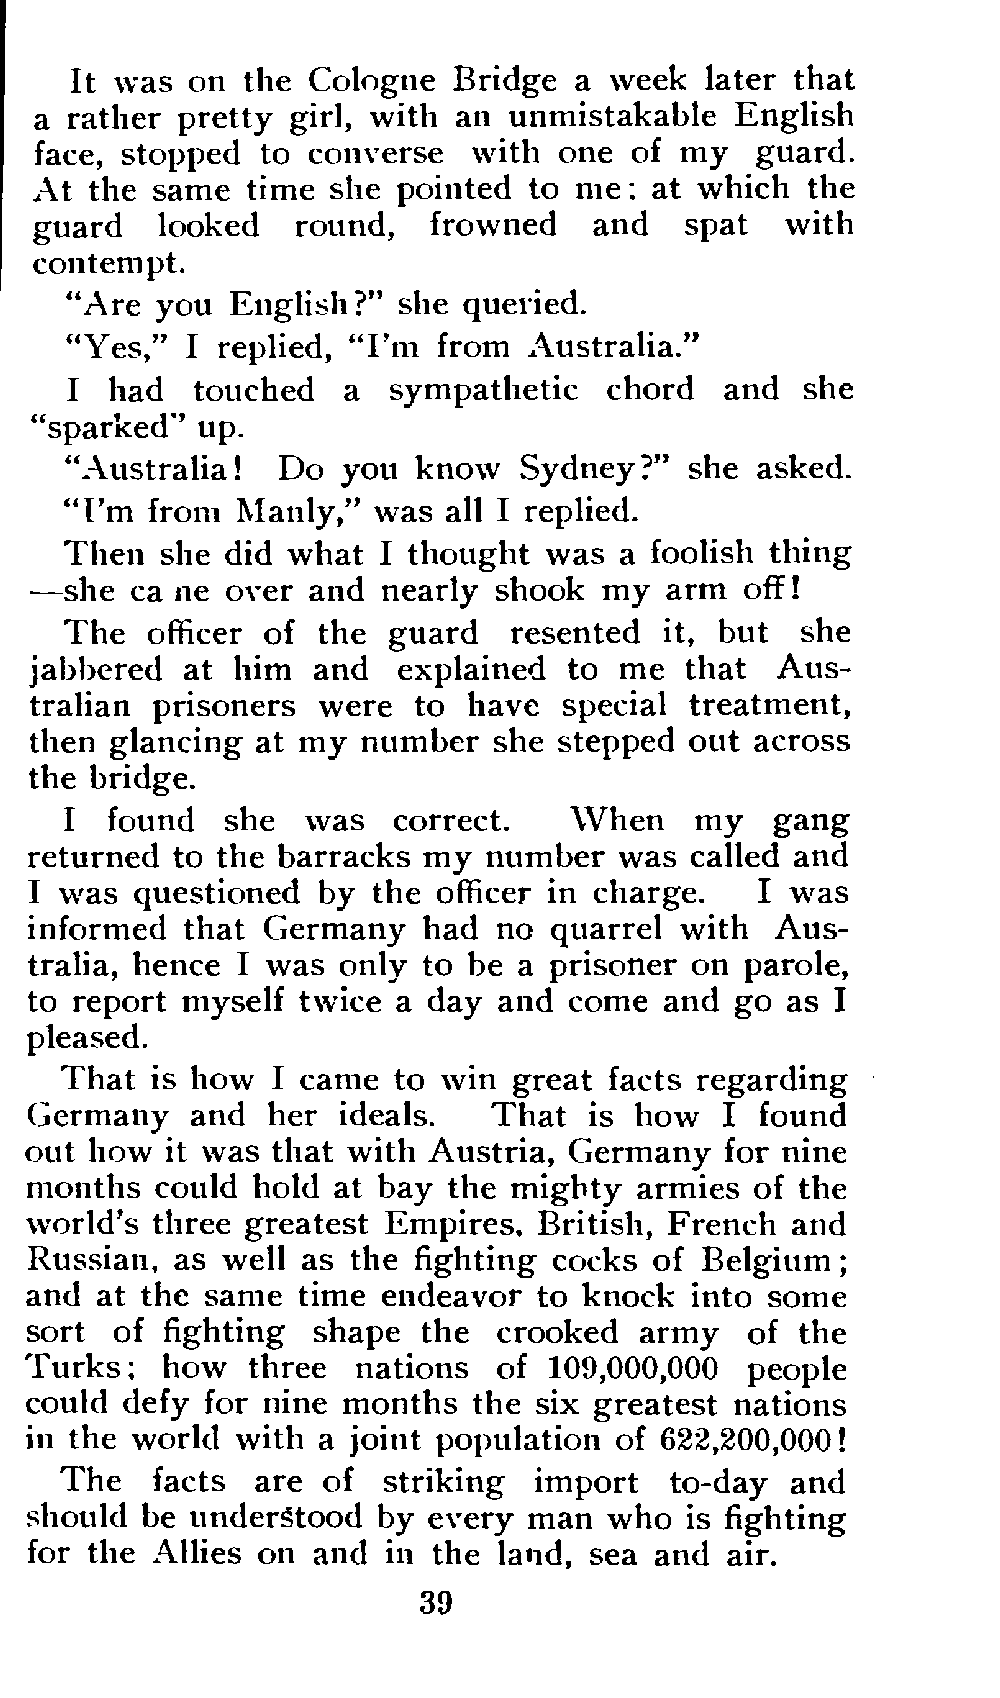 It was on the Cologne Bridge a week later that
a rather pretty girl, with an unmistakable English
face, stopped to converse with one of my guard.
At the same time she pointed to me: at which the
guard looked round, frowned and spat with
contempt.
"Are you English?" she queried.
"Yes," I replied, "I'm from Australia."
I had touched a sympathetic chord and she
"sparked" up.
"Australia! Do you know Sydney?" she asked.
"I'm from Manly," was all I replied.
Then she did what I thought was a foolish thing
—she ca ne over and nearly shook my arm off!
The officer of the guard resented it, but she
jabbered at him and explained to me that Aus-
tralian prisoners were to have special treatment,
then glancing at my number she stepped out across
the bridge.
I found she was correct. When my gang
returned to the barracks my number was called and
I was questioned by the officer in charge. I was
informed that Germany had no quarrel with Aus-
tralia, hence I was only to be a prisoner on parole,
to report myself twice a day and come and go as I
pleased.
That is how I came to win great facts regarding
Germany and her ideals. That is how I found
out how it was that with Austria, Germany for nine
months could hold at bay the mighty armies of the
world's three greatest Empires, British, French and
Russian, as well as the fighting cocks of Belgium;
and at the same time endeavor to knock into some
sort of fighting shape the crooked army of the
Turks; how three nations of 109,000,000 people
could defy for nine months the six greatest nations
in the world with a joint population of 622,200,000!
The facts are of striking import to-day and
should be understood by every man who is fighting
for the Allies on and in the land, sea and air.
39